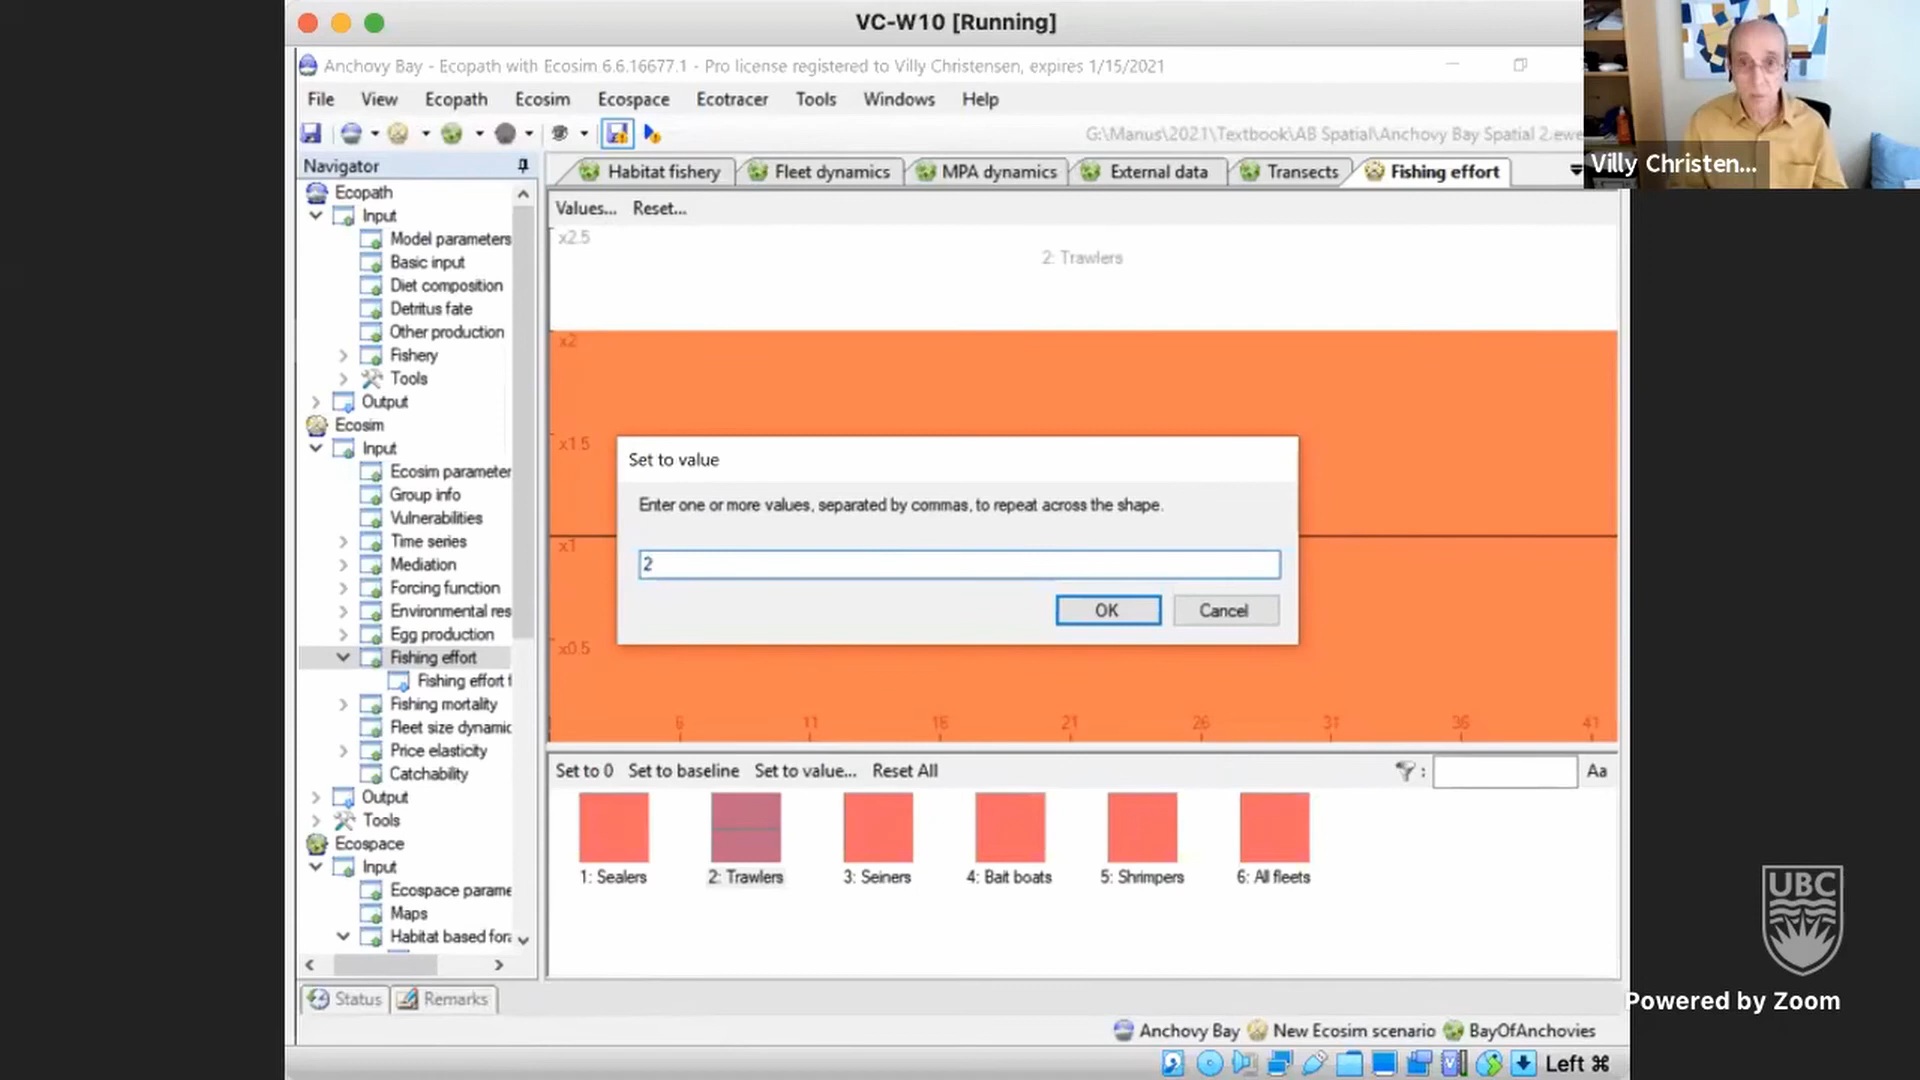 VC-W10 [Running]
Anchovy Bay - Ecopath with Ecosim 6.6.16677.1 - Pro license registered to Villy Christensen, expires 1/15/2021
File View Ecopath Ecosim Ecospace Ecotracer Tools Windows Help
G:\Manus\2021\Textbook\AB Spatial\Anchovy Bay Spatial 2.ewe
Villy Christen...
Navigator
Habitat fishery Fleet dynamics MPA dynamics External data Transects Fishing effort
Ecopath
Input
Model parameters
Basic input
Diet composition
Detritus fate
Other production
Fishery
Tools
Output
Ecosim
Input
Ecosim parameter
Group info
Vulnerabilities
Time series
Mediation
Forcing function
Environmental res
Egg production
Fishing effort
Fishing effort f
Fishing mortality
Fleet size dynamic
Price elasticity
Catchability
Output
Tools
Ecospace
Input
Ecospace parame
Maps
Habitat based for
Values... Reset...
x2.5
2: Trawlers
x2
x1.5
x1
x0.5
6 11 16 21 26 31 36 41
Set to value
Enter one or more values, separated by commas, to repeat across the shape.
2
OK Cancel
Set to 0 Set to baseline Set to value... Reset All : Aa
1: Sealers 2: Trawlers 3: Seiners 4: Bait boats 5: Shrimpers 6: All fleets
Status Remarks
Anchovy Bay New Ecosim scenario BayOfAnchovies
Left ⌘
UBC
Powered by Zoom